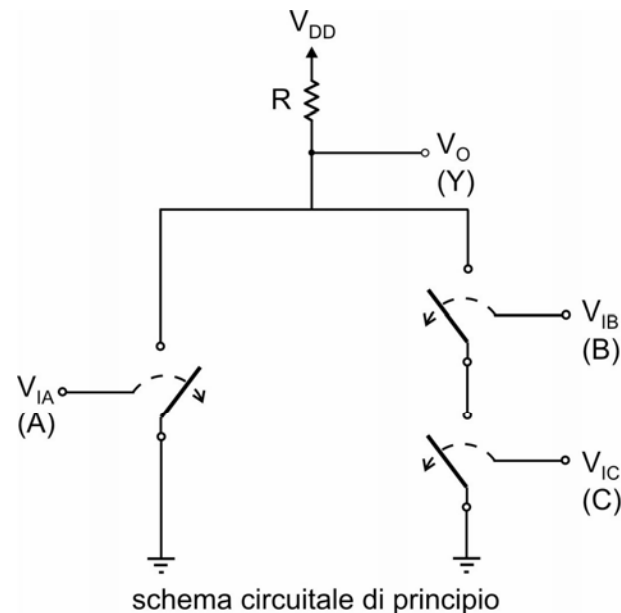 V_DD
R
V_O
(Y)
V_IB
(B)
V_IA
(A)
V_IC
(C)
schema circuitale di principio